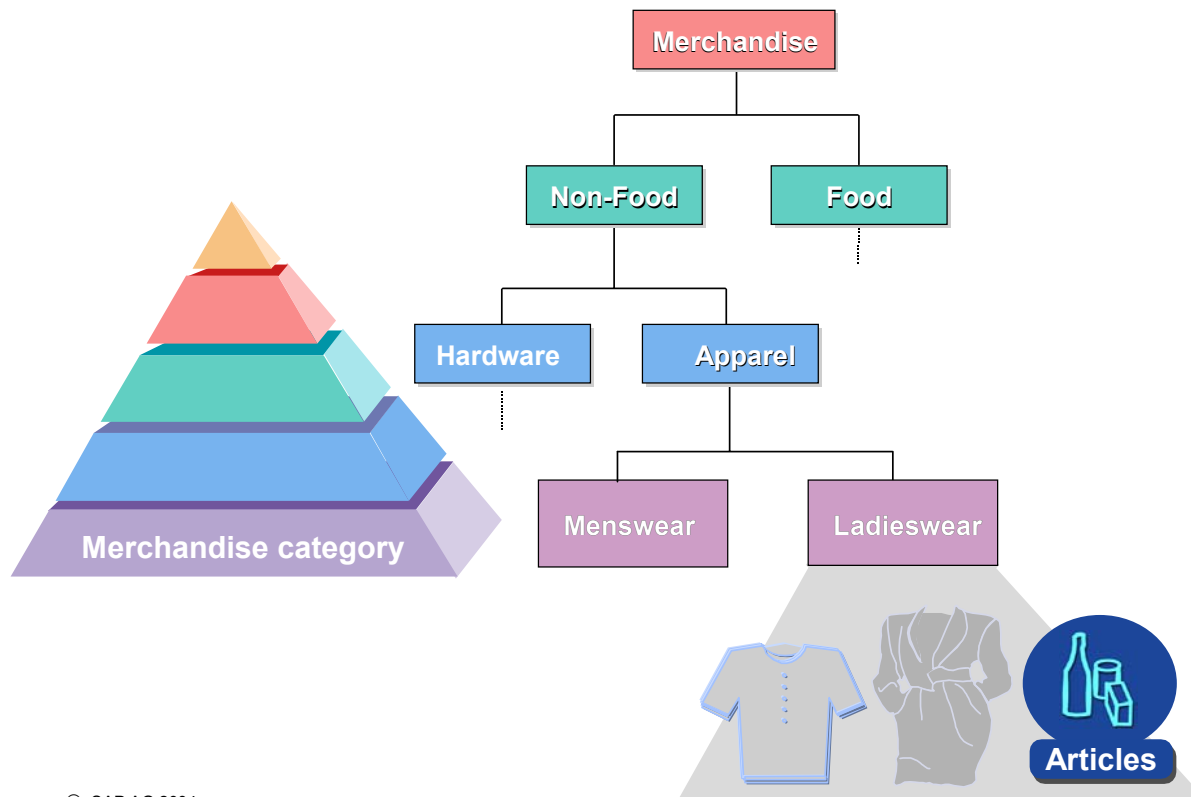 Merchandise
Non-Food
Food
Hardware
Apparel
Menswear
Ladieswear
Merchandise category
Articles